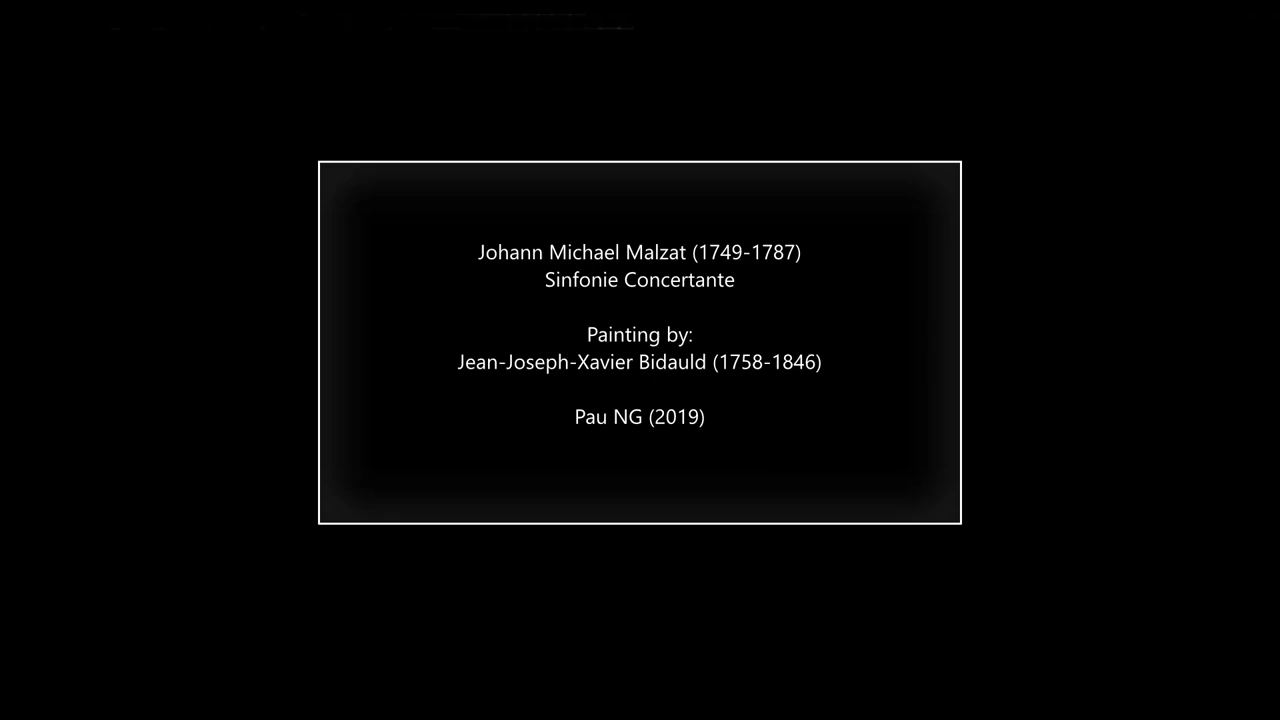 Johann Michael Malzat (1749-1787)
Sinfonie Concertante
Painting by:
Jean-Joseph-Xavier Bidauld (1758-1846)
Pau NG (2019)